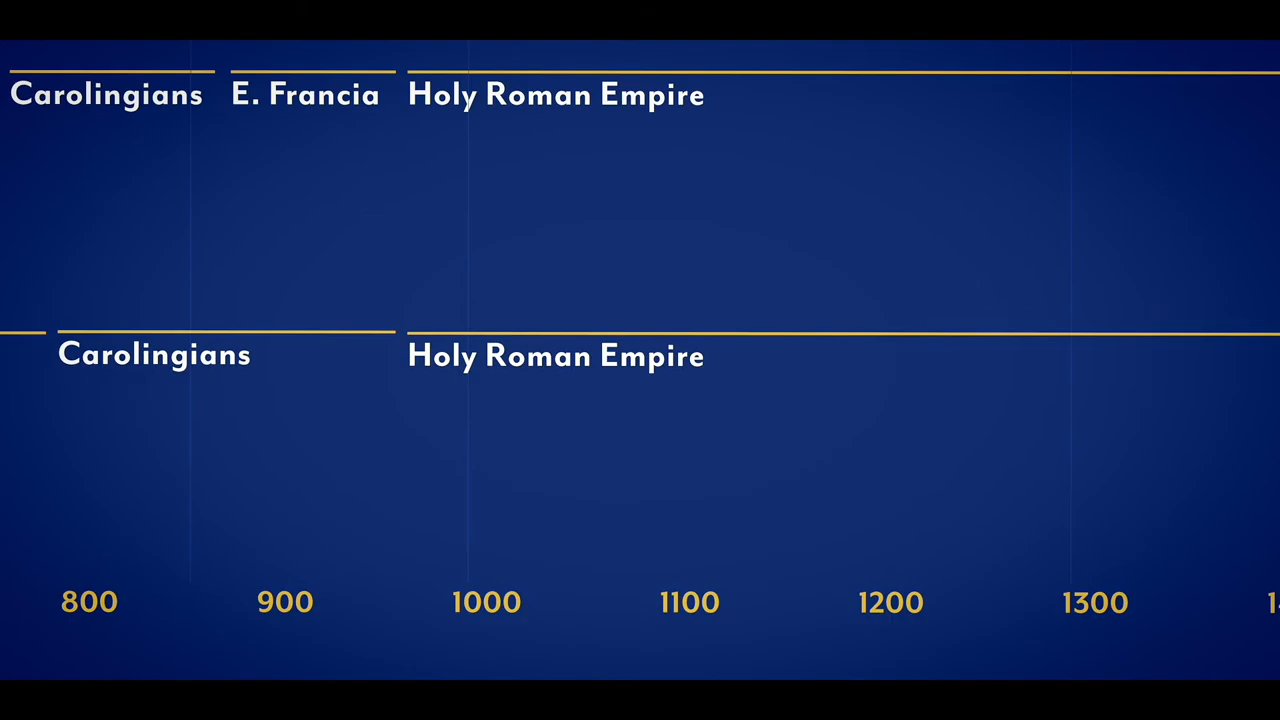 Carolingians E. Francia Holy Roman Empire
Carolingians Holy Roman Empire
800 900 1000 1100 1200 1300